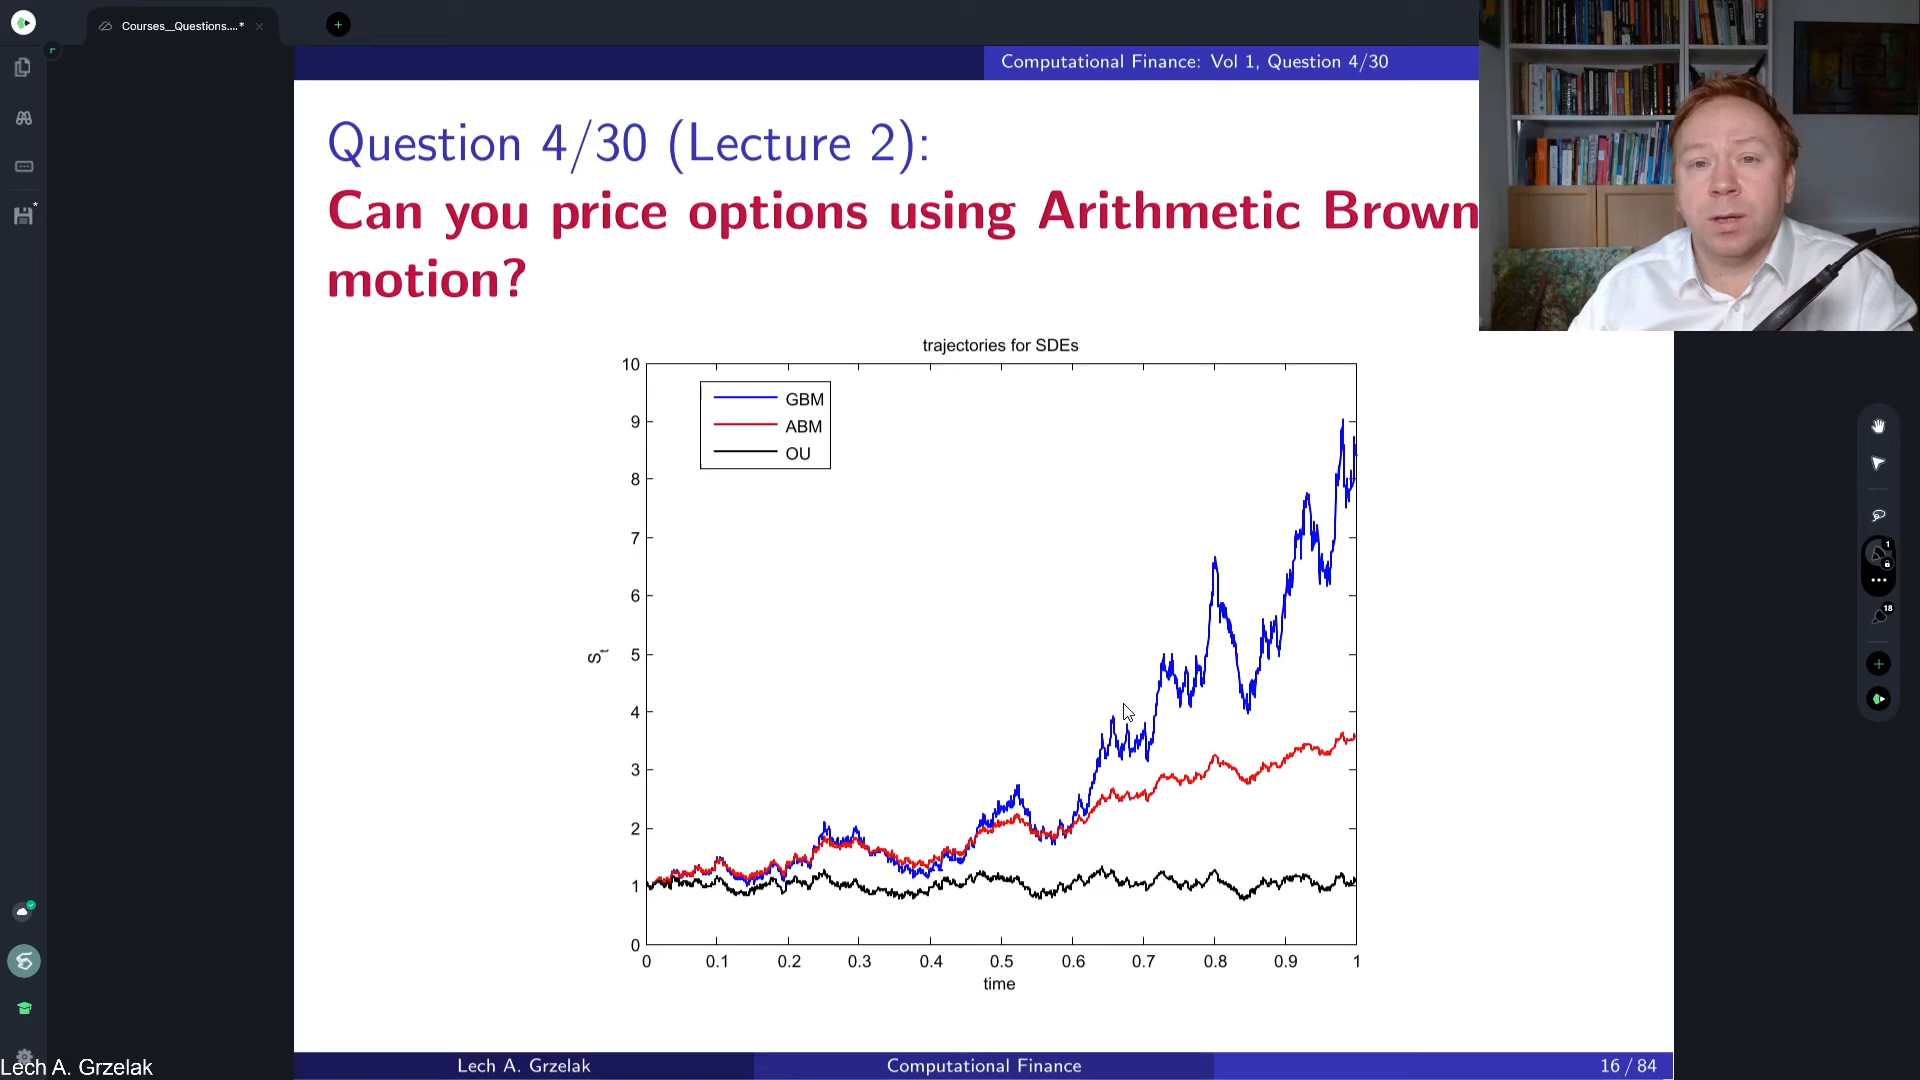 Courses__Questions....*
Computational Finance: Vol 1, Question 4/30
Question 4/30 (Lecture 2):
Can you price options using Arithmetic Brown
motion?
trajectories for SDEs
GBM
ABM
OU
10
9
8
7
6
5
4
3
2
1
0
S_t
0 0.1 0.2 0.3 0.4 0.5 0.6 0.7 0.8 0.9 1
time
1
18
Lech A. Grzelak
Lech A. Grzelak
Computational Finance
16 / 84